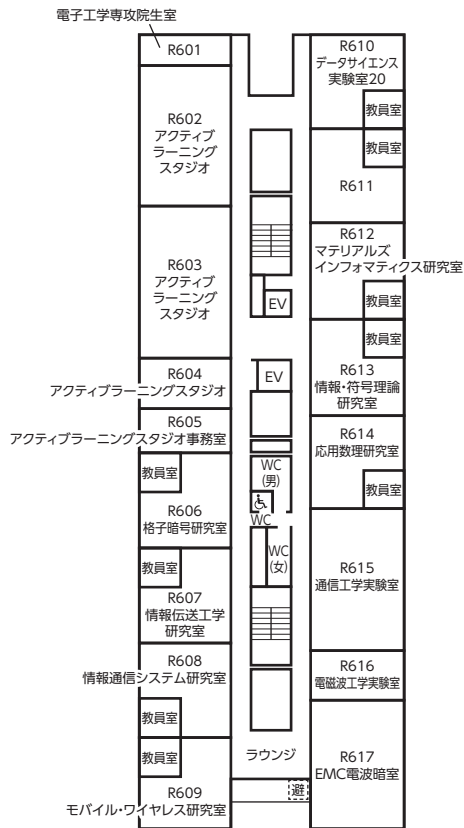 電子工学専攻院生室
R601
R602
アクティブ
ラーニング
スタジオ
R603
アクティブ
ラーニング
スタジオ
R604
アクティブラーニングスタジオ
R605
アクティブラーニングスタジオ事務室
教員室
R606
格子暗号研究室
教員室
R607
情報伝送工学
研究室
R608
情報通信システム研究室
教員室
教員室
R609
モバイル・ワイヤレス研究室
EV
EV
WC
(男)
WC
WC
(女)
ラウンジ
避
R610
データサイエンス
実験室20
教員室
教員室
R611
R612
マテリアルズ
インフォマティクス研究室
教員室
教員室
R613
情報・符号理論
研究室
R614
応用数理研究室
教員室
R615
通信工学実験室
R616
電磁波工学実験室
R617
EMC電波暗室